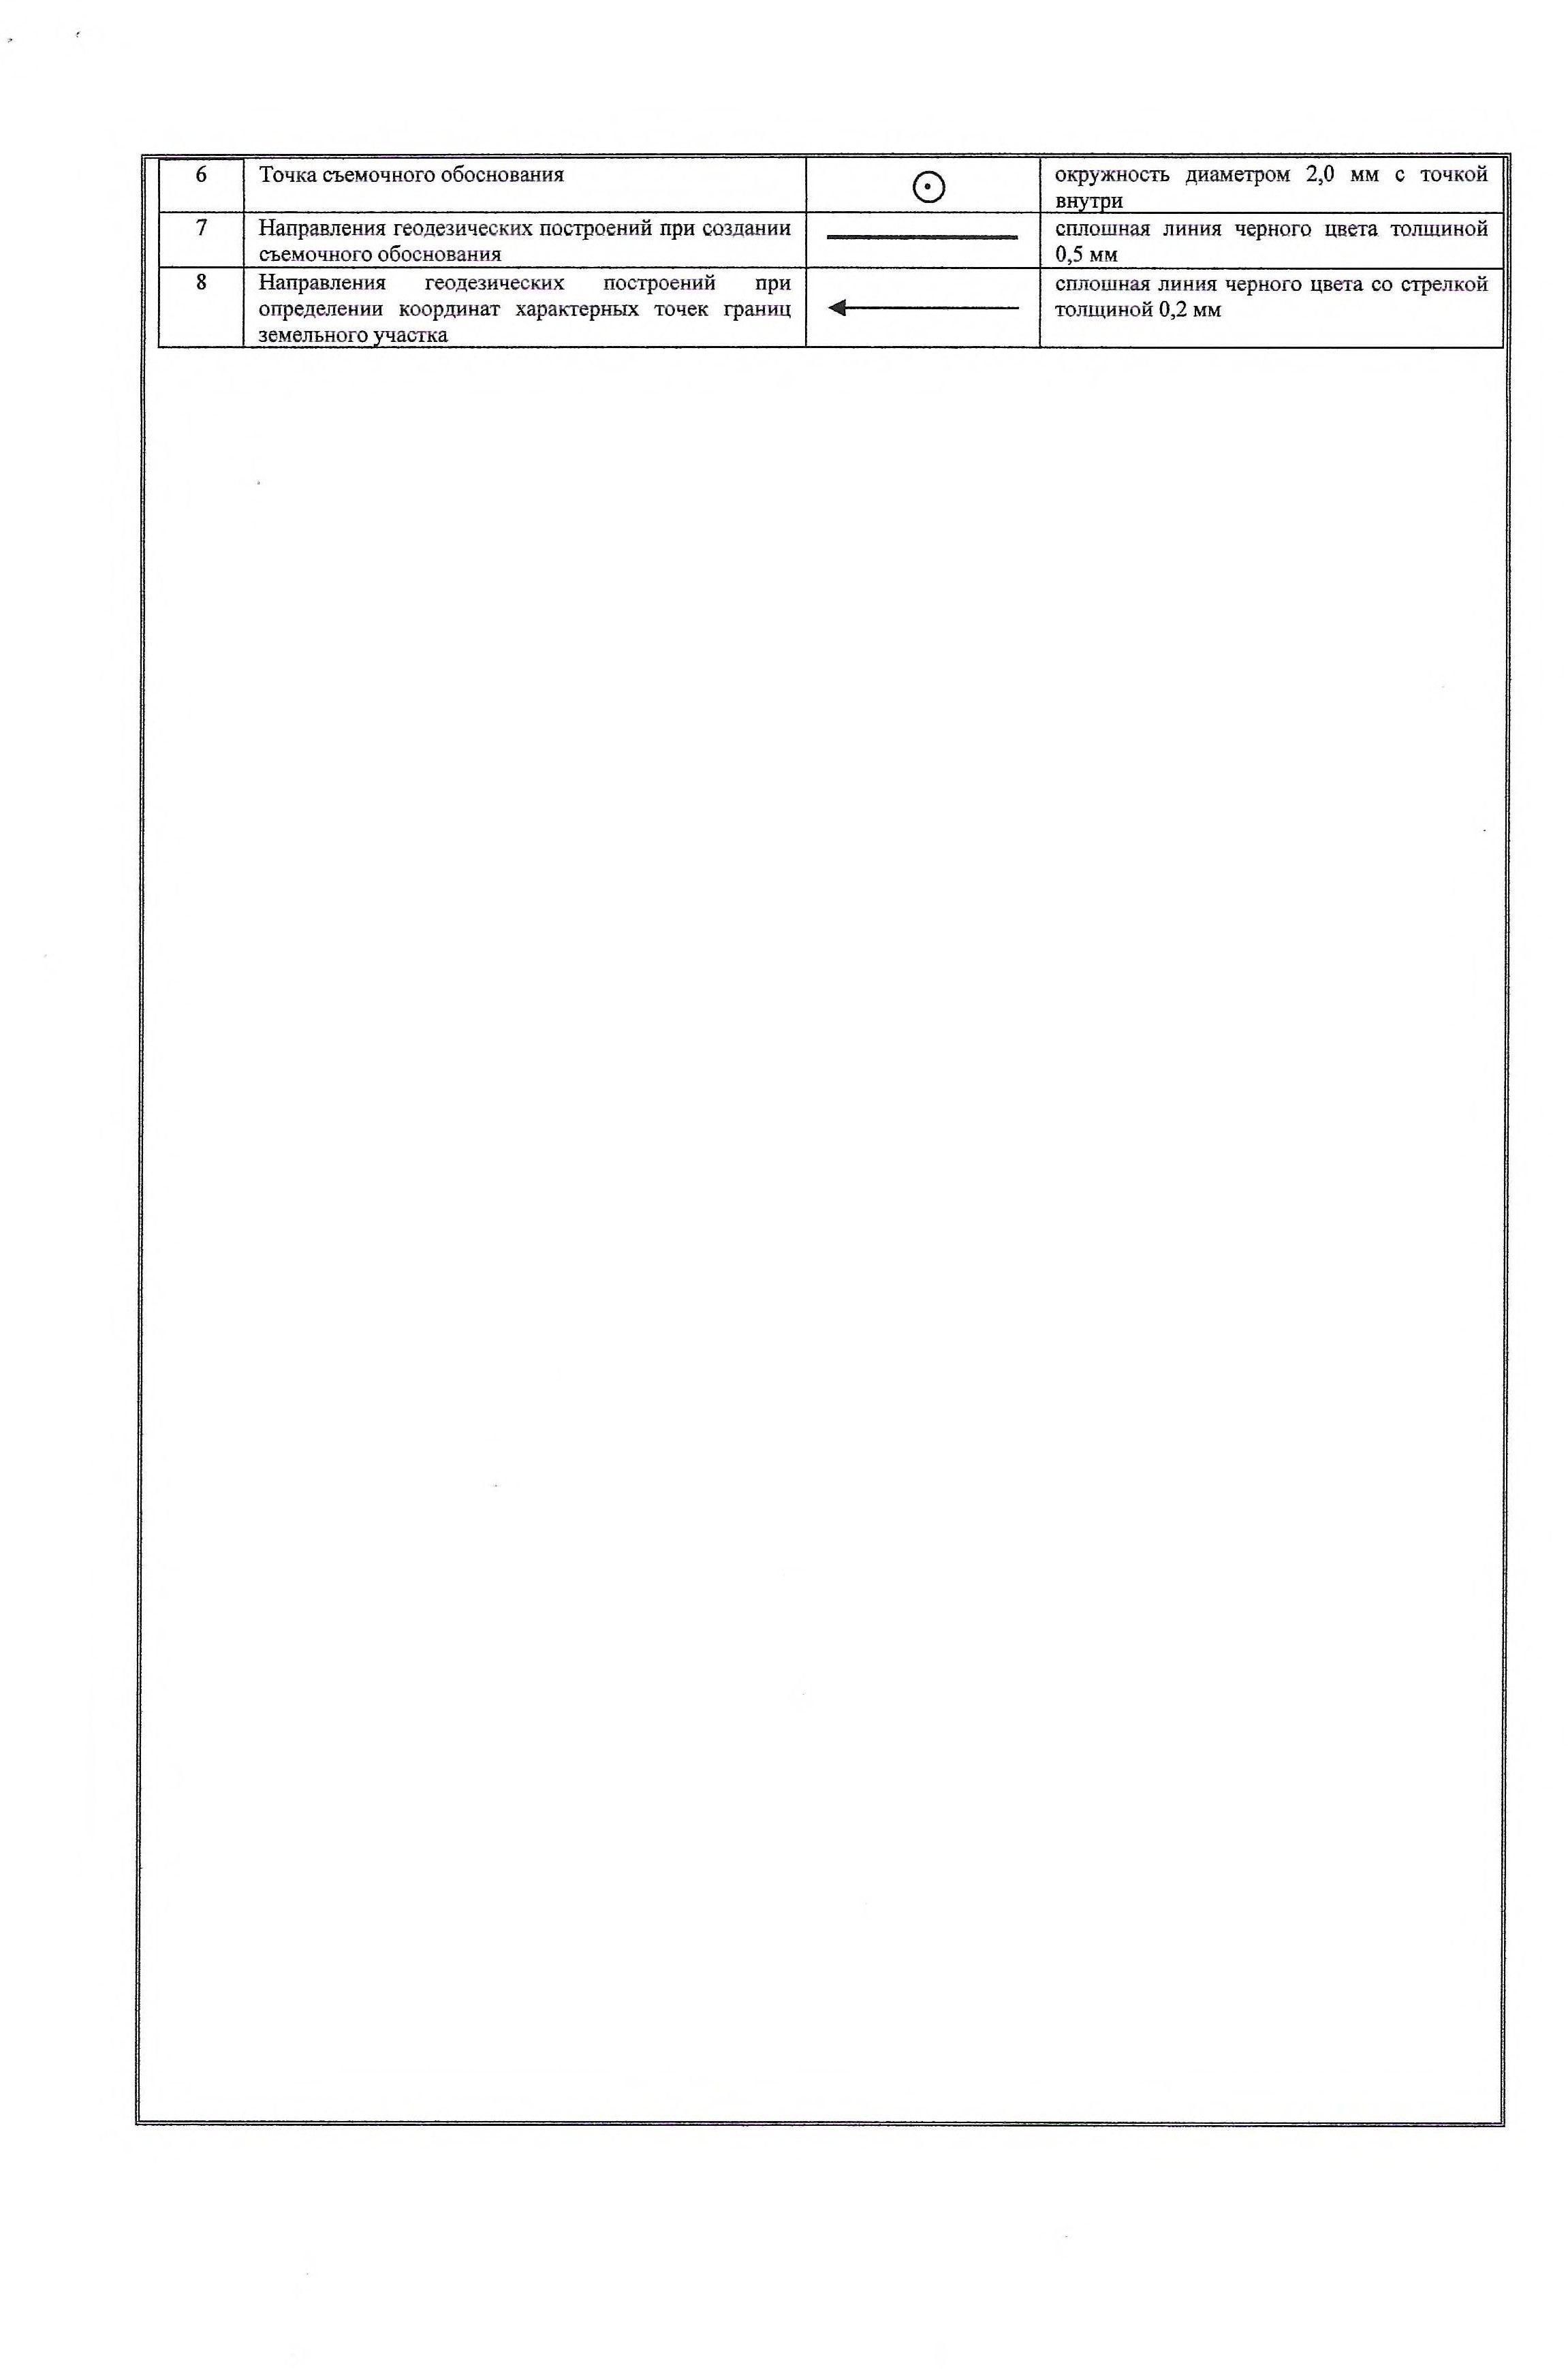 6 Точка съемочного обоснования окружность диаметром 2,0 мм с точкой
внутри
7 Направления геодезических построений при создании сплошная линия черного цвета толщиной
съемочного обоснования 0,5 мм
8 Направления геодезических построений при сплошная линия черного цвета со стрелкой
определении координат характерных точек границ толщиной 0,2 мм
земельного участка